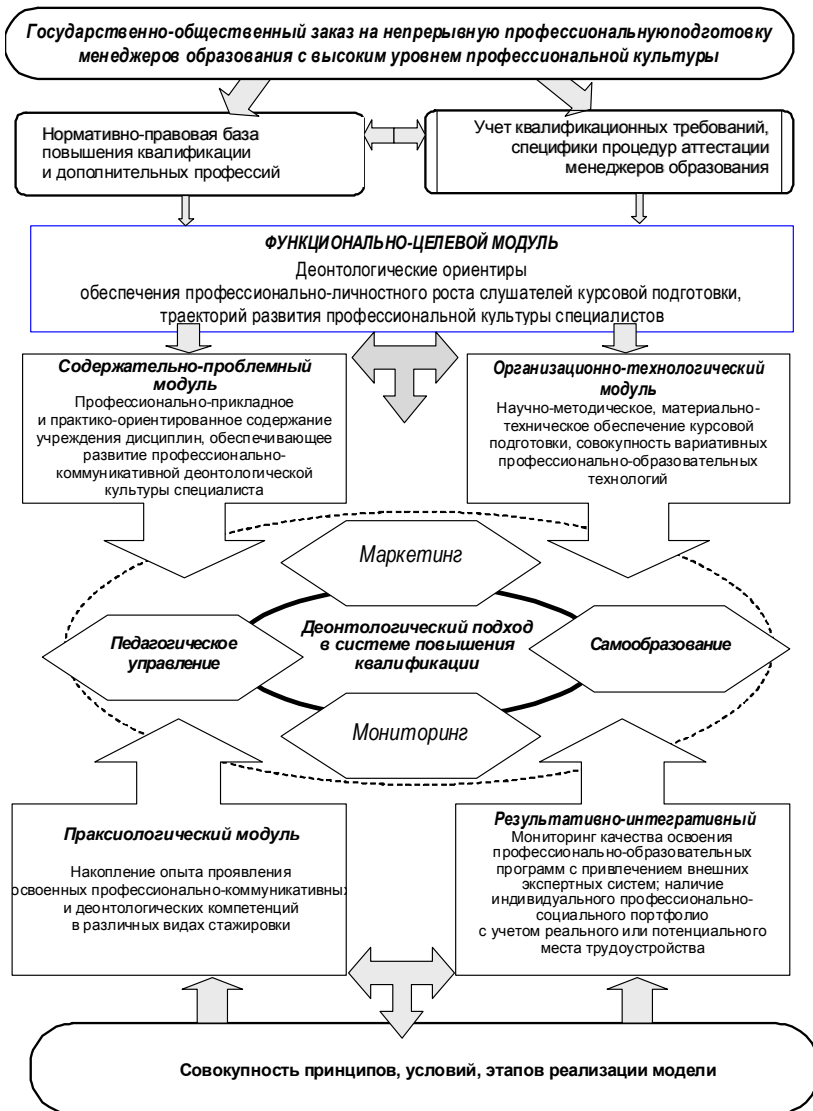 Государственно-общественный заказ на непрерывную профессиональнуюподготовку
менеджеров образования с высоким уровнем профессиональной культуры
Нормативно-правовая база
повышения квалификации
и дополнительных профессий
Учет квалификационных требований,
специфики процедур аттестации
менеджеров образования
ФУНКЦИОНАЛЬНО-ЦЕЛЕВОЙ МОДУЛЬ
Деонтологические ориентиры
обеспечения профессионально-личностного роста слушателей курсовой подготовки,
траекторий развития профессиональной культуры специалистов
Содержательно-проблемный
модуль
Профессионально-прикладное
и практико-ориентированное содержание
учреждения дисциплин, обеспечивающее
развитие профессионально-
коммуникативной деонтологической
культуры специалиста
Организационно-технологический
модуль
Научно-методическое, материально-
техническое обеспечение курсовой
подготовки, совокупность вариативных
профессионально-образовательных
технологий
Маркетинг
Педагогическое
управление
Деонтологический подход
в системе повышения
квалификации
Самообразование
Мониторинг
Праксиологический модуль
Накопление опыта проявления
освоенных профессионально-коммуникативных
и деонтологических компетенций
в различных видах стажировки
Результативно-интегративный
Мониторинг качества освоения
профессионально-образовательных
программ с привлечением внешних
экспертных систем; наличие
индивидуального профессионально-
социального портфолио
с учетом реального или потенциального
места трудоустройства
Совокупность принципов, условий, этапов реализации модели